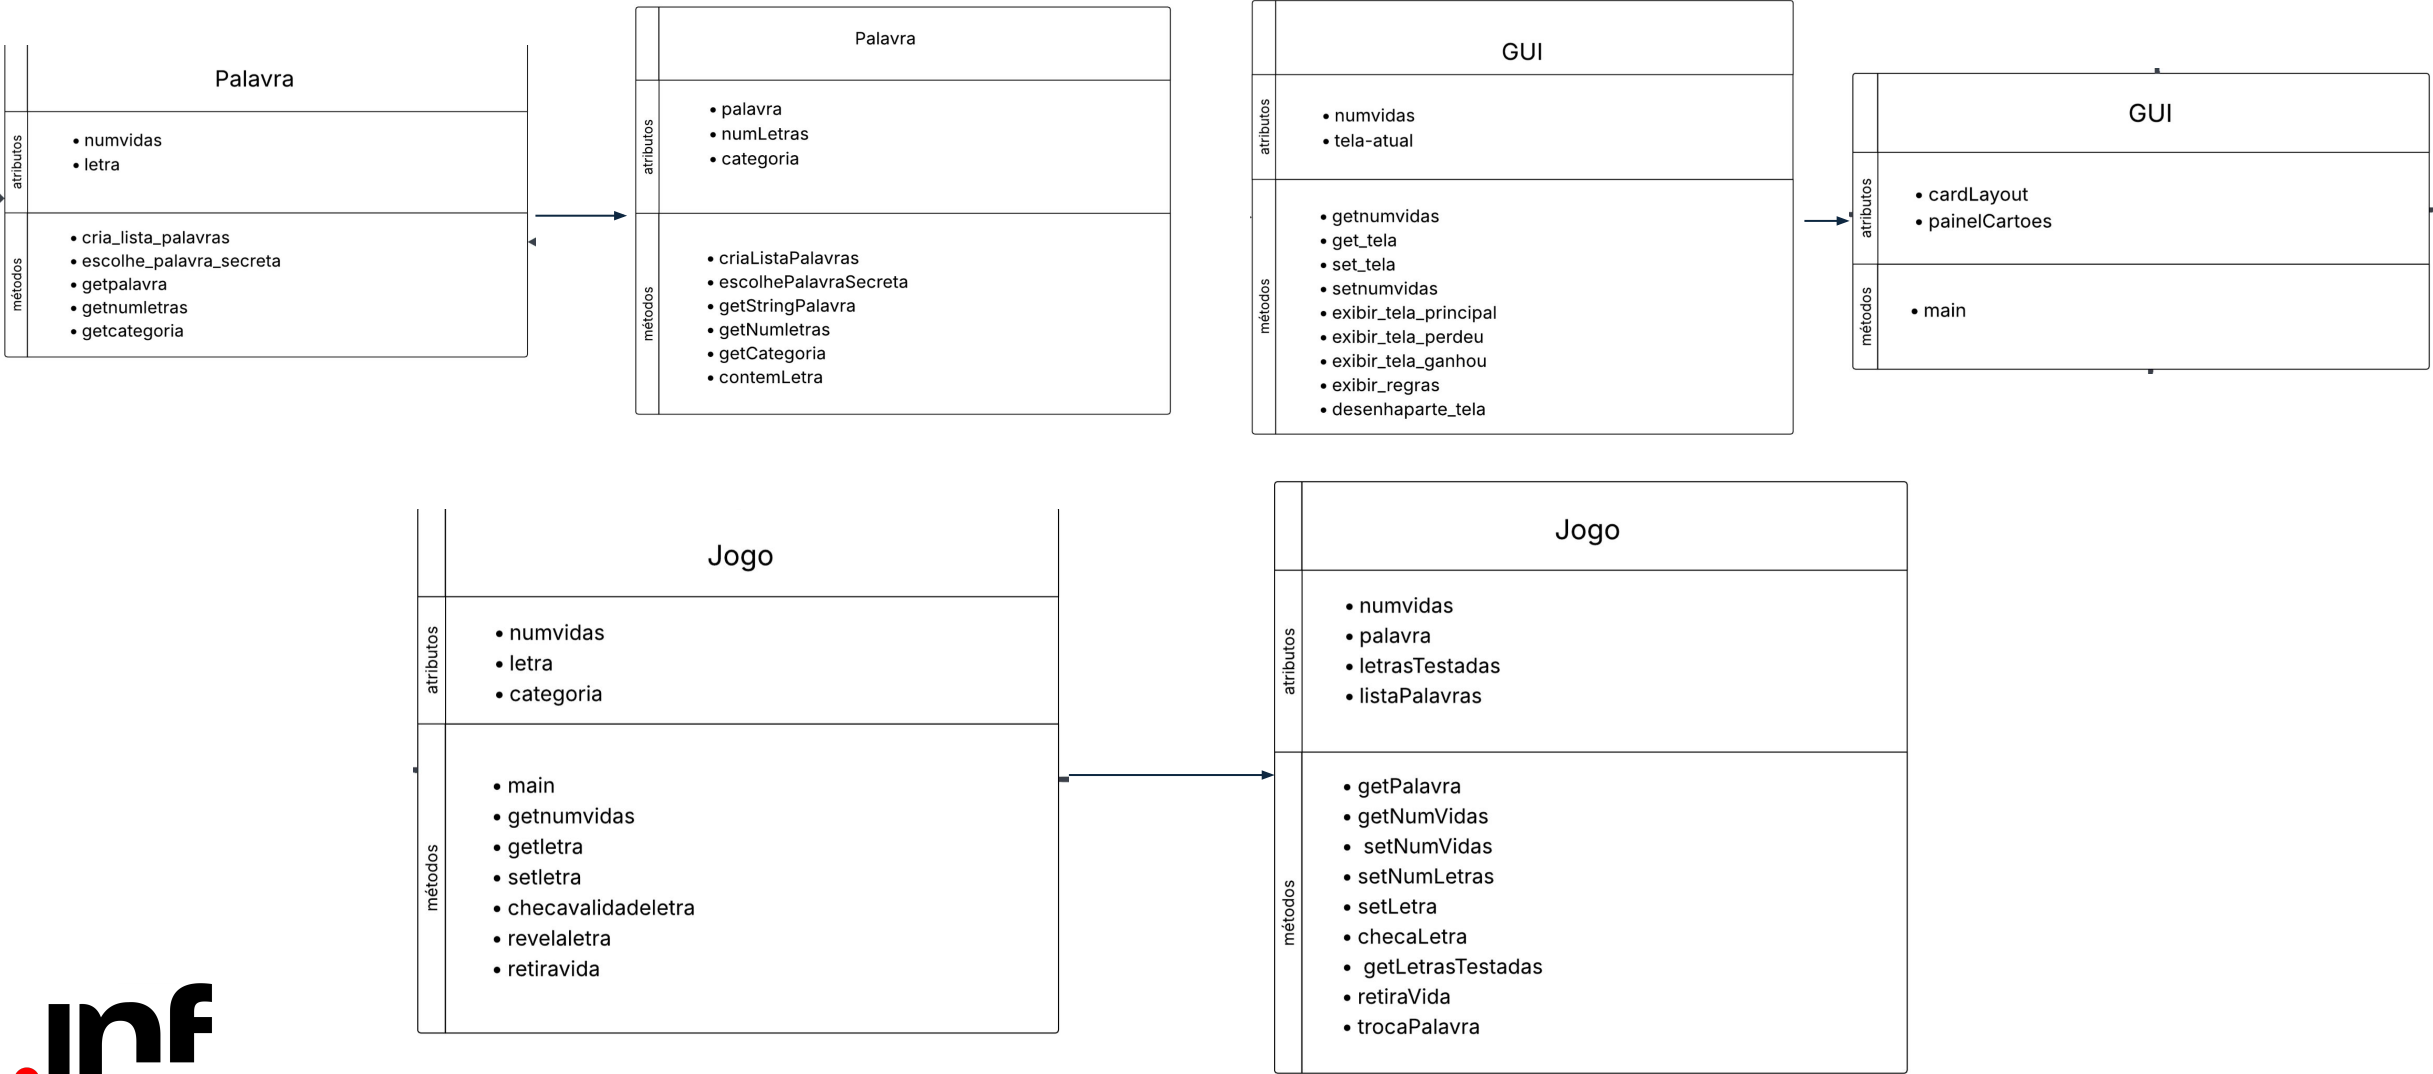 Palavra
atributos
• numvidas
• letra
métodos
• cria_lista_palavras
• escolhe_palavra_secreta
• getpalavra
• getnumletras
• getcategoria
Palavra
atributos
• palavra
• numLetras
• categoria
métodos
• criaListaPalavras
• escolhePalavraSecreta
• getStringPalavra
• getNumletras
• getCategoria
• contemLetra
GUI
atributos
• numvidas
• tela-atual
métodos
• getnumvidas
• get_tela
• set_tela
• setnumvidas
• exibir_tela_principal
• exibir_tela_perdeu
• exibir_tela_ganhou
• exibir_regras
• desenhaparte_tela
GUI
atributos
• cardLayout
• painelCartoes
métodos
• main
Jogo
atributos
• numvidas
• letra
• categoria
métodos
• main
• getnumvidas
• getletra
• setletra
• checavalidadeletra
• revelaletra
• retiravida
Jogo
atributos
• numvidas
• palavra
• letrasTestadas
• listaPalavras
métodos
• getPalavra
• getNumVidas
• setNumVidas
• setNumLetras
• setLetra
• checaLetra
• getLetrasTestadas
• retiraVida
• trocaPalavra
.inf